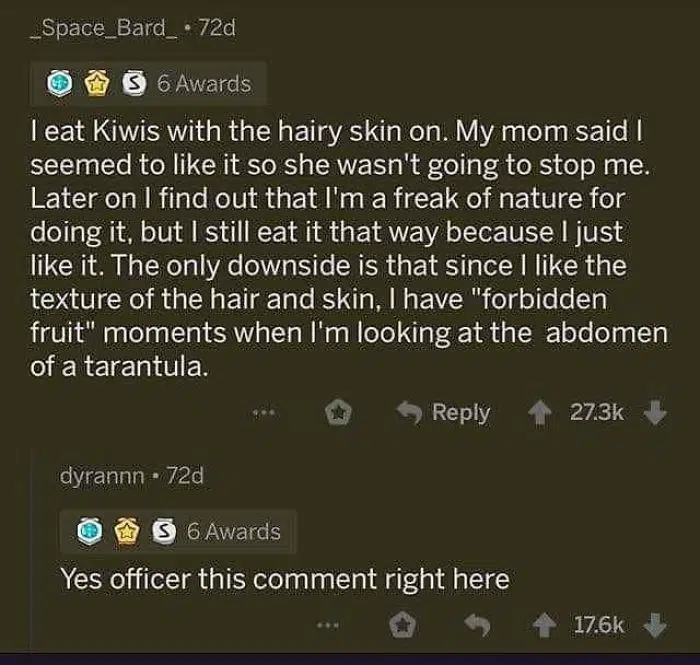 _Space_Bard_ • 72d
S 6 Awards
I eat Kiwis with the hairy skin on. My mom said I
seemed to like it so she wasn't going to stop me.
Later on I find out that I'm a freak of nature for
doing it, but I still eat it that way because I just
like it. The only downside is that since I like the
texture of the hair and skin, I have "forbidden
fruit" moments when I'm looking at the abdomen
of a tarantula.
... Reply 27.3k
dyrannn • 72d
S 6 Awards
Yes officer this comment right here
... 17.6k